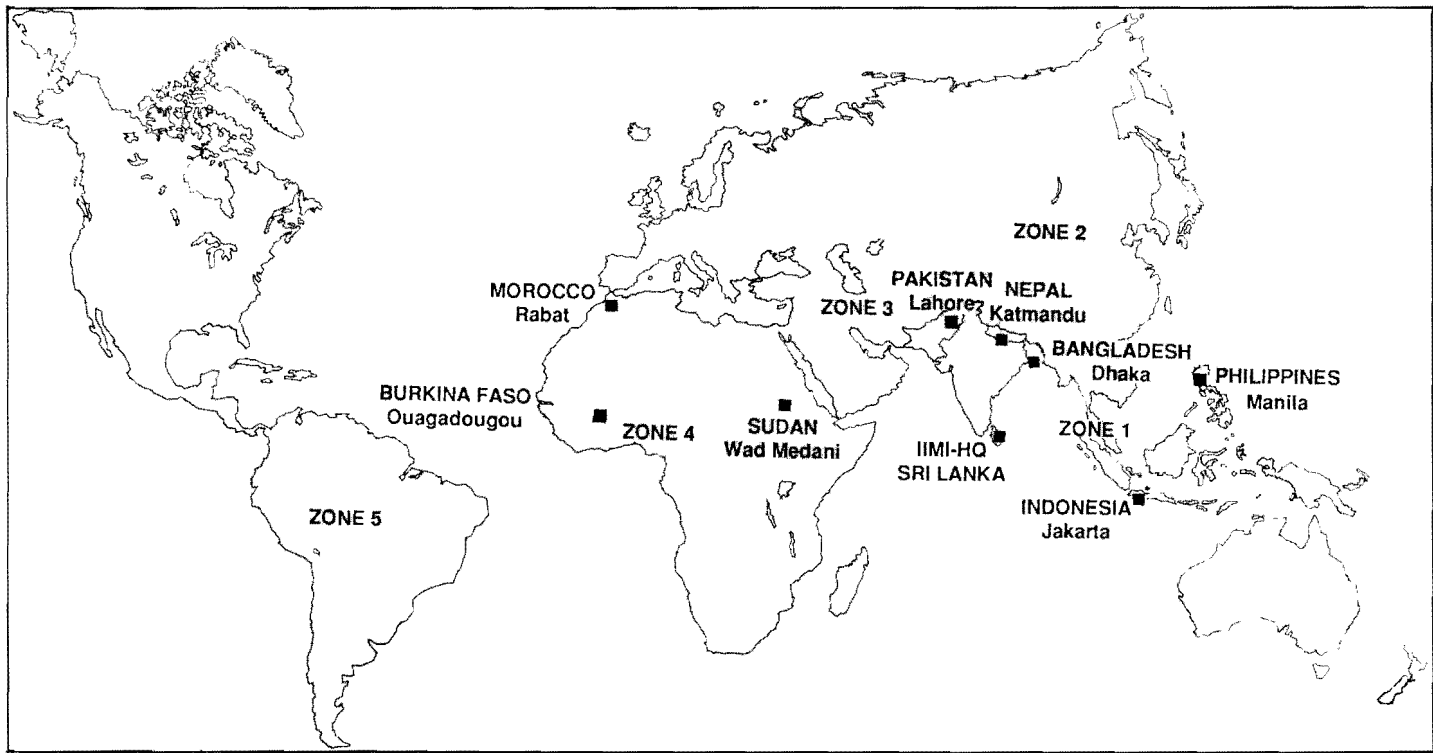 ZONE 2
MOROCCO
Rabat
ZONE 3
PAKISTAN
Lahore
NEPAL
Katmandu
BANGLADESH
Dhaka
PHILIPPINES
Manila
BURKINA FASO
Ouagadougou
ZONE 4
SUDAN
Wad Medani
IIMI-HQ
SRI LANKA
ZONE 1
INDONESIA
Jakarta
ZONE 5